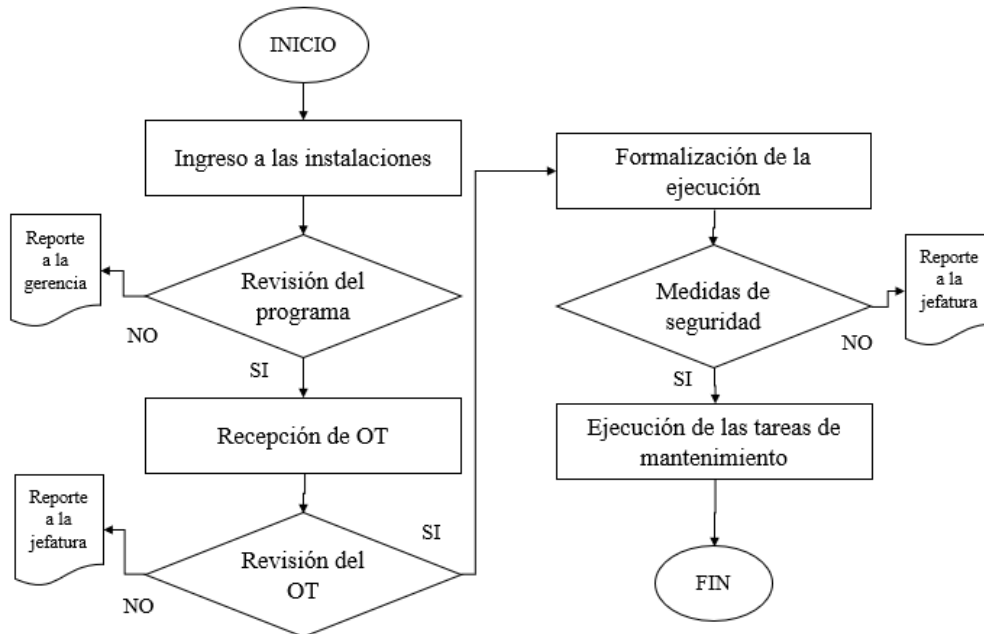 INICIO
Ingreso a las instalaciones
Reporte
a la
gerencia
Revisión del
programa
NO
SI
Recepción de OT
Reporte
a la
jefatura
Revisión del
OT
SI
NO
Formalización de la
ejecución
Medidas de
seguridad
Reporte
a la
jefatura
NO
SI
Ejecución de las tareas de
mantenimiento
FIN